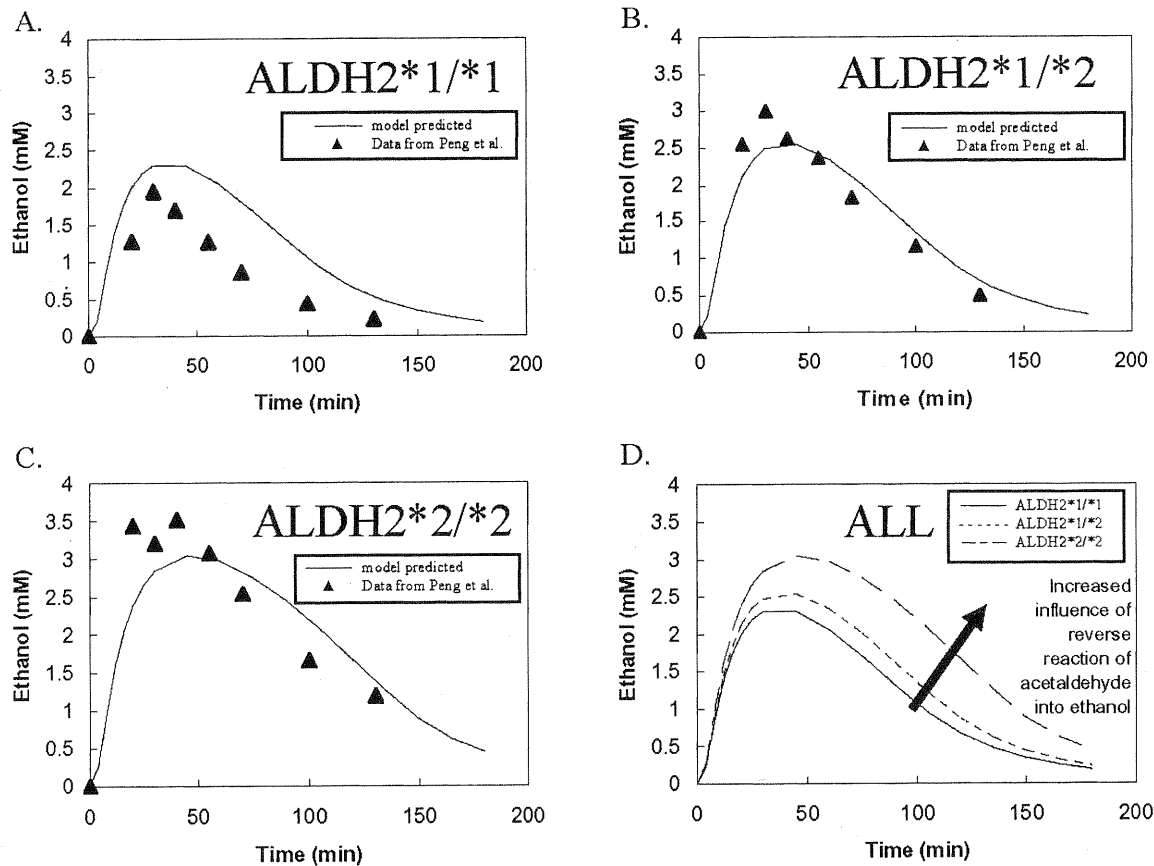 A.
ALDH2*1/*1
model predicted
Data from Peng et al.
Ethanol (mM)
4
3.5
3
2.5
2
1.5
1
0.5
0
0 50 100 150 200
Time (min)
B.
ALDH2*1/*2
model predicted
Data from Peng et al.
Ethanol (mM)
4
3.5
3
2.5
2
1.5
1
0.5
0
0 50 100 150 200
Time (min)
C.
ALDH2*2/*2
model predicted
Data from Peng et al.
Ethanol (mM)
4
3.5
3
2.5
2
1.5
1
0.5
0
0 50 100 150 200
Time (min)
D.
ALL
ALDH2*1/*1
ALDH2*1/*2
ALDH2*2/*2
Increased
influence of
reverse
reaction of
acetaldehyde
into ethanol
Ethanol (mM)
4
3.5
3
2.5
2
1.5
1
0.5
0
0 50 100 150 200
Time (min)